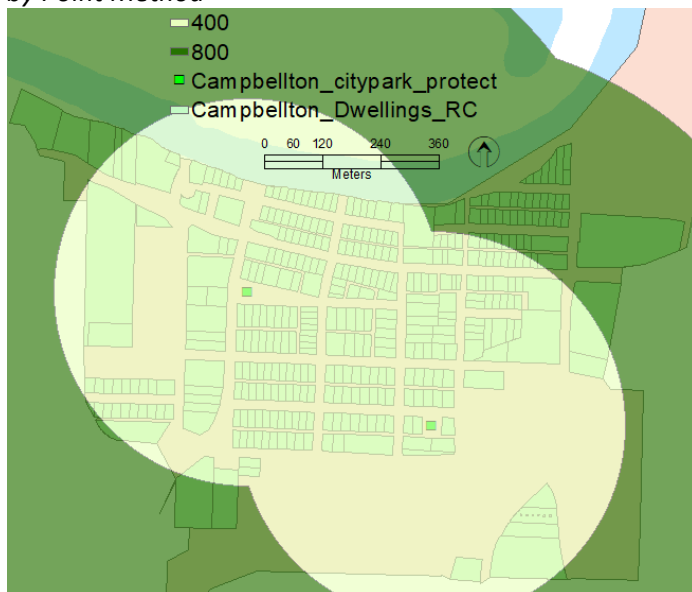 b) Point Method
400
800
Campbellton_citypark_protect
Campbellton_Dwellings_RC
0 60 120 240 360
Meters